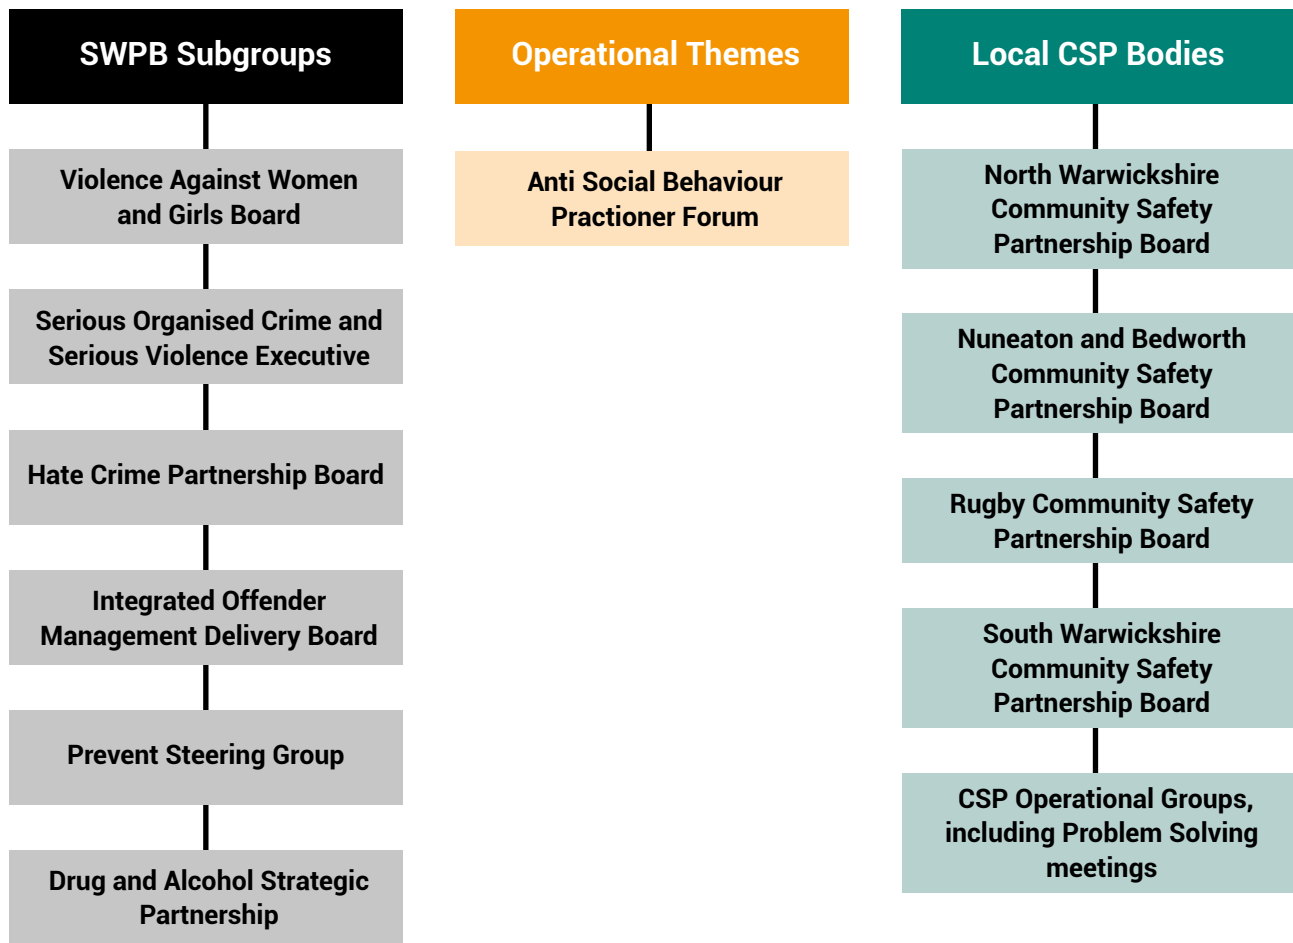 SWPB Subgroups
Violence Against Women
and Girls Board
Serious Organised Crime and
Serious Violence Executive
Hate Crime Partnership Board
Integrated Offender
Management Delivery Board
Prevent Steering Group
Drug and Alcohol Strategic
Partnership
Operational Themes
Anti Social Behaviour
Practioner Forum
Local CSP Bodies
North Warwickshire
Community Safety
Partnership Board
Nuneaton and Bedworth
Community Safety
Partnership Board
Rugby Community Safety
Partnership Board
South Warwickshire
Community Safety
Partnership Board
CSP Operational Groups,
including Problem Solving
meetings